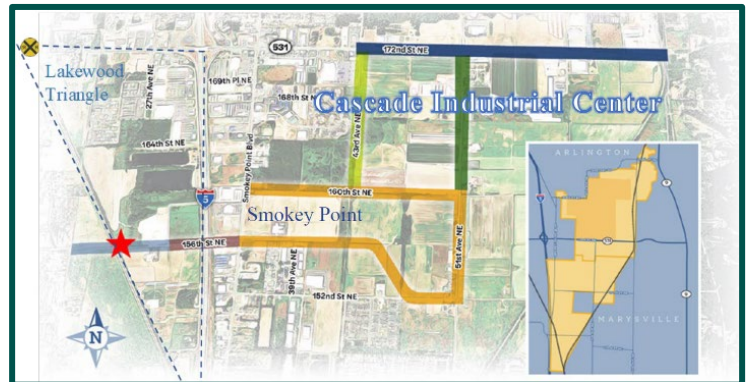 531
172nd St NE
Lakewood
Triangle
27th Ave NE
169th Pl NE
168th St N
Cascade Industrial Center
43rd Ave NE
164th St NE
Smokey Point Blvd
5
160th St NE
Smokey Point
51st Ave NE
156th St NE
39th Ave NE
152nd St NE
N
ARLINGTON
MARYSVILLE